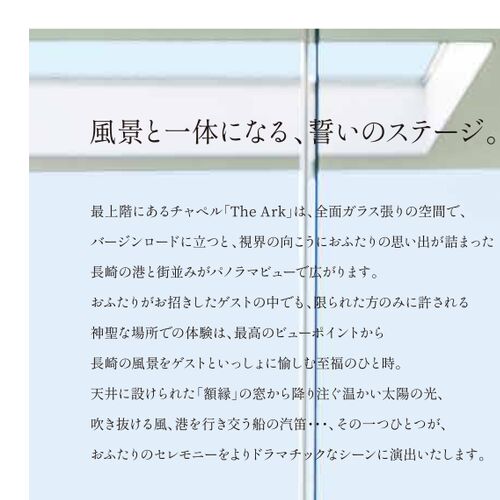 風景と一体になる、誓いのステージ。
最上階にあるチャペル「The Ark」は、全面ガラス張りの空間で、
バージンロードに立つと、視界の向こうにおふたりの思い出が詰まった
長崎の港と街並みがパノラマビューで広がります。
おふたりがお招きしたゲストの中でも、限られた方のみに許される
神聖な場所での体験は、最高のビューポイントから
長崎の風景をゲストといっしょに愉しむ至福のひと時。
天井に設けられた「額縁」の窓から降り注ぐ温かい太陽の光、
吹き抜ける風、港を行き交う船の汽笛･･･、その一つひとつが、
おふたりのセレモニーをよりドラマチックなシーンに演出いたします。